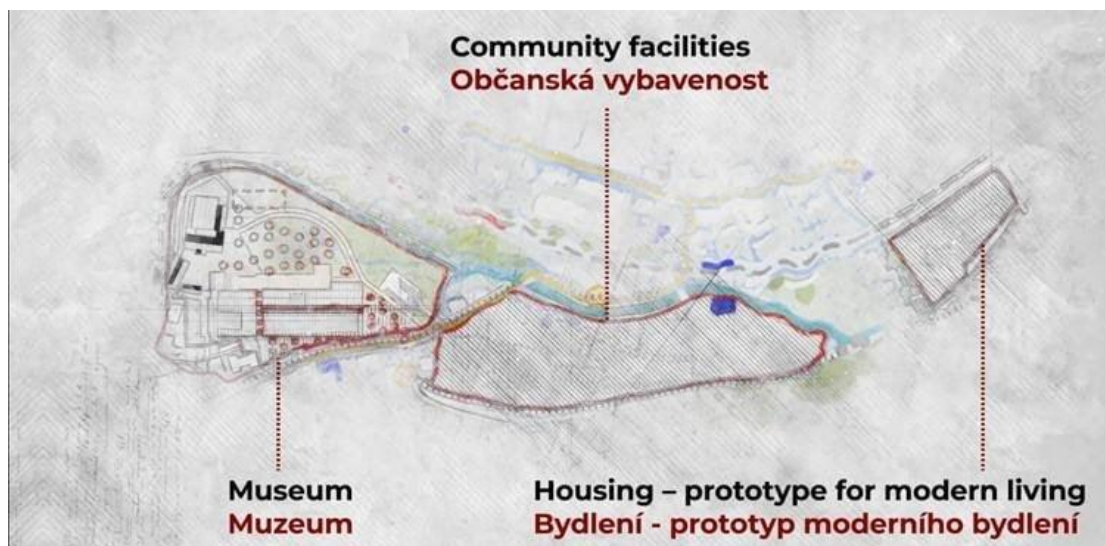 Community facilities
Občanská vybavenost
Museum
Muzeum
Housing – prototype for modern living
Bydlení - prototyp moderního bydlení